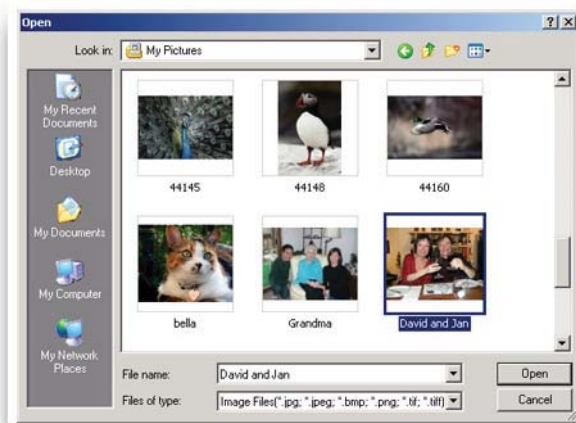 Open
Look in: My Pictures
My Recent
Documents
Desktop
My Documents
My Computer
My Network
Places
44145 44148 44160
bella Grandma David and Jan
File name: David and Jan Open
Files of type: Image Files(*.jpg; *.jpeg; *.bmp; *.png; *.tif; *.tiff) Cancel